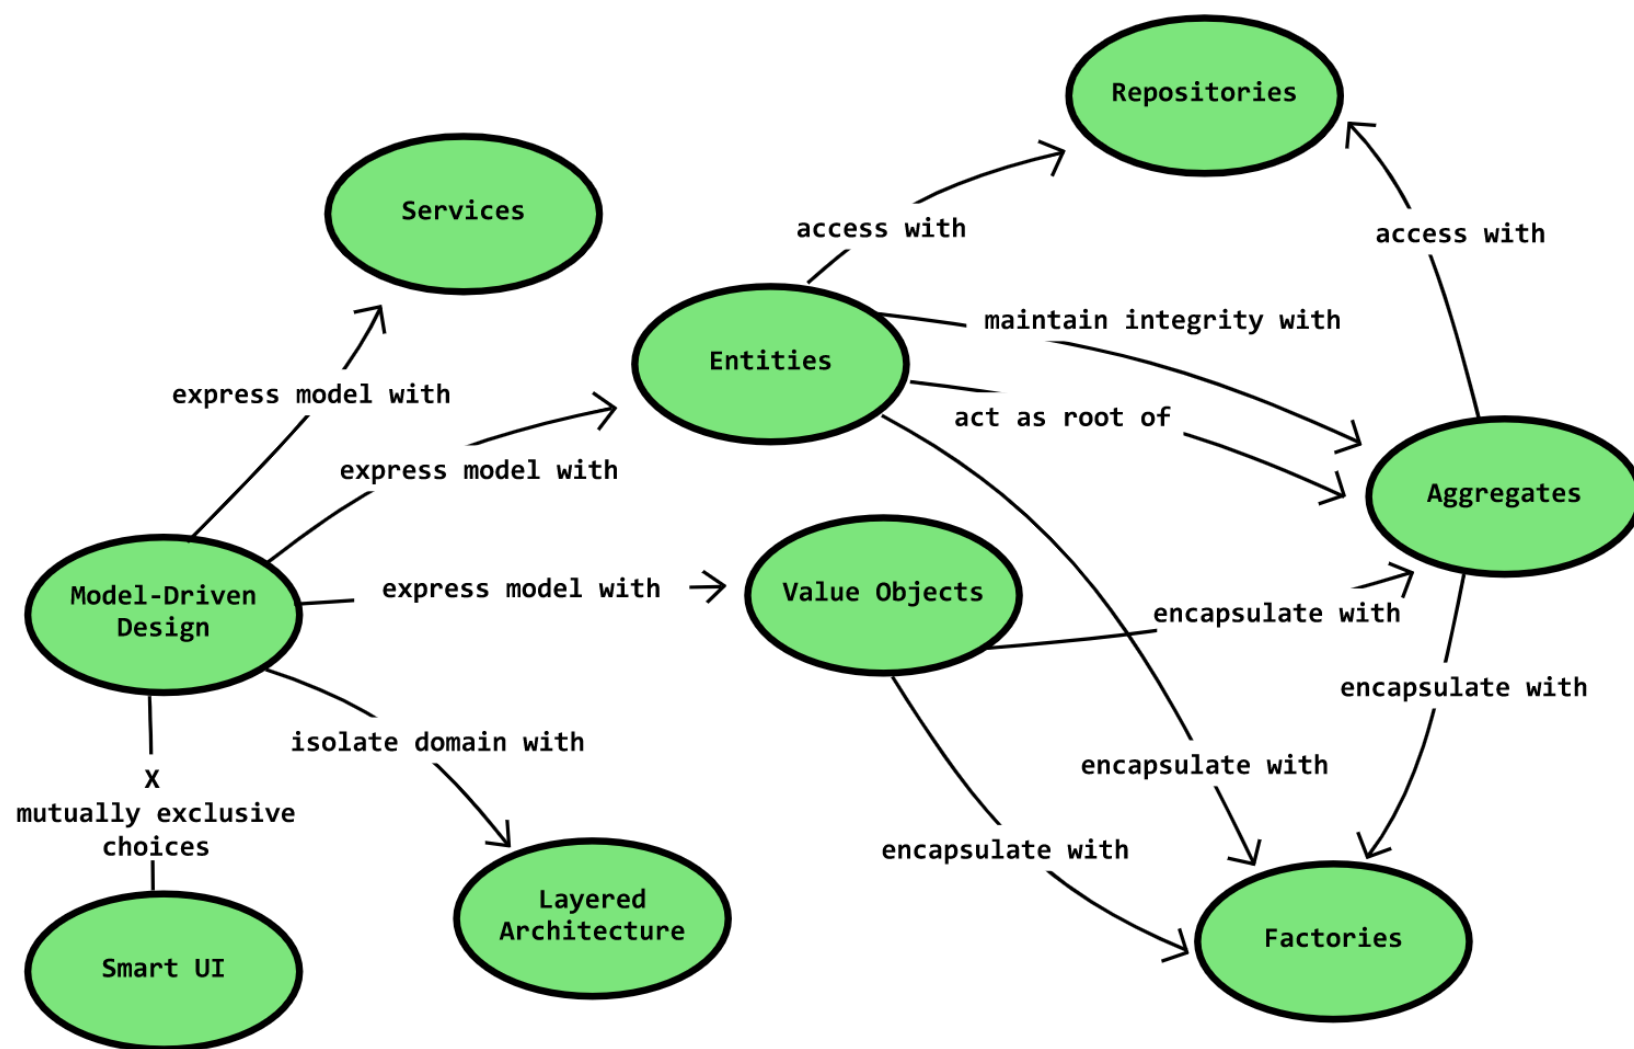 Repositories
Services
access with
access with
maintain integrity with
Entities
express model with
act as root of
express model with
Aggregates
express model with
Value Objects
Model-Driven
Design
encapsulate with
encapsulate with
isolate domain with
encapsulate with
X
mutually exclusive
choices
encapsulate with
Layered
Architecture
Factories
Smart UI